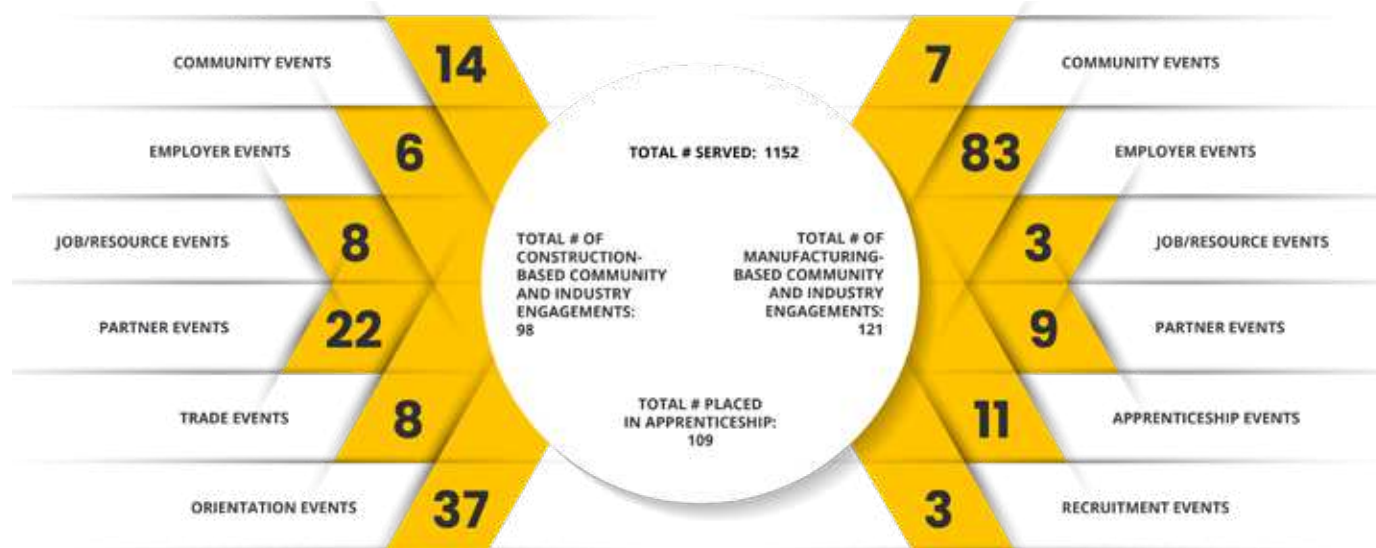 COMMUNITY EVENTS 14
EMPLOYER EVENTS 6
JOB/RESOURCE EVENTS 8
PARTNER EVENTS 22
TRADE EVENTS 8
ORIENTATION EVENTS 37
TOTAL # SERVED: 1152
TOTAL # OF
CONSTRUCTION-
BASED COMMUNITY
AND INDUSTRY
ENGAGEMENTS:
98
TOTAL # OF
MANUFACTURING-
BASED COMMUNITY
AND INDUSTRY
ENGAGEMENTS:
121
TOTAL # PLACED
IN APPRENTICESHIP:
109
7 COMMUNITY EVENTS
83 EMPLOYER EVENTS
3 JOB/RESOURCE EVENTS
9 PARTNER EVENTS
11 APPRENTICESHIP EVENTS
3 RECRUITMENT EVENTS